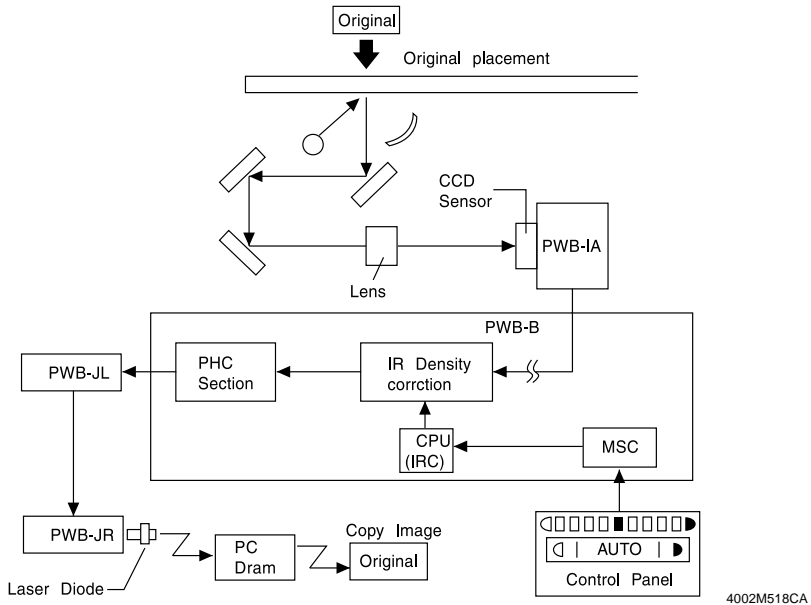 Original
Original placement
CCD
Sensor
PWB-IA
Lens
PWB-B
PWB-JL
PHC
Section
IR Density
corrction
CPU
(IRC)
MSC
PWB-JR
Laser Diode
PC
Dram
Copy Image
Original
AUTO
Control Panel
4002M518CA